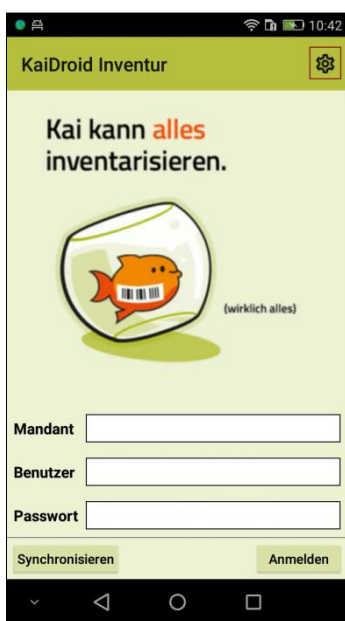 10:42
KaiDroid Inventur
Kai kann alles
inventarisieren.
(wirklich alles)
Mandant
Benutzer
Passwort
Synchronisieren
Anmelden